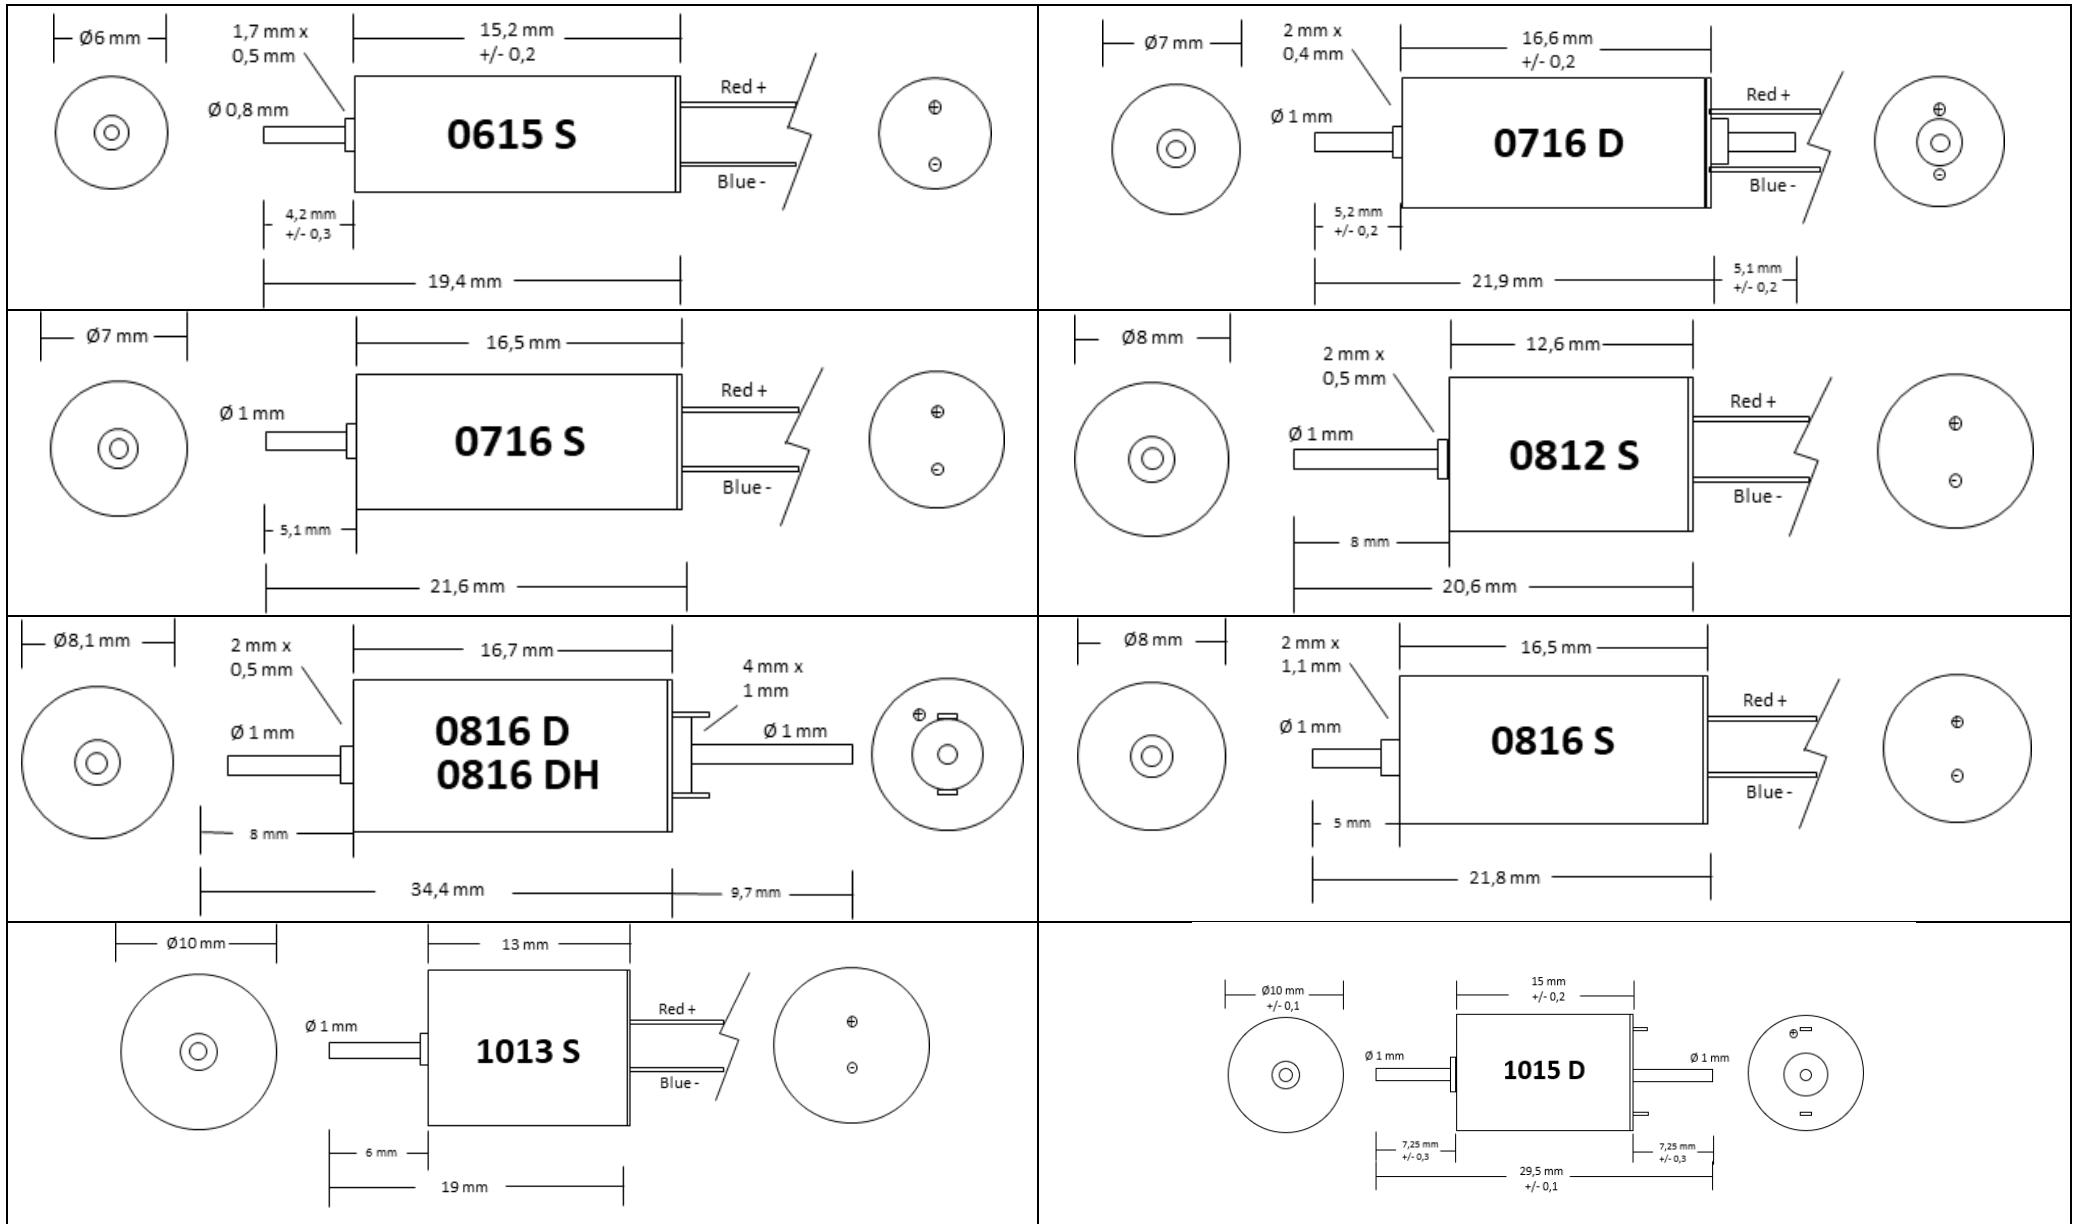 Ø6 mm
1,7 mm x
0,5 mm
15,2 mm
+/- 0,2
Ø 0,8 mm
0615 S
Red +
Blue -
4,2 mm
+/- 0,3
19,4 mm
Ø7 mm
2 mm x
0,4 mm
16,6 mm
+/- 0,2
Ø 1 mm
0716 D
Red +
Blue -
5,2 mm
+/- 0,2
21,9 mm
5,1 mm
+/- 0,2
Ø7 mm
16,5 mm
Ø 1 mm
0716 S
Red +
Blue -
5,1 mm
21,6 mm
Ø8 mm
2 mm x
0,5 mm
12,6 mm
Ø 1 mm
0812 S
Red +
Blue -
8 mm
20,6 mm
Ø8,1 mm
2 mm x
0,5 mm
16,7 mm
4 mm x
1 mm
Ø 1 mm
0816 D
0816 DH
Ø 1 mm
8 mm
34,4 mm
9,7 mm
Ø8 mm
2 mm x
1,1 mm
16,5 mm
Ø 1 mm
0816 S
Red +
Blue -
5 mm
21,8 mm
Ø10 mm
13 mm
Ø 1 mm
1013 S
Red +
Blue -
6 mm
19 mm
Ø10 mm
+/- 0,1
15 mm
+/- 0,2
Ø 1 mm
1015 D
Ø 1 mm
7,25 mm
+/- 0,3
7,25 mm
+/- 0,3
29,5 mm
+/- 0,1